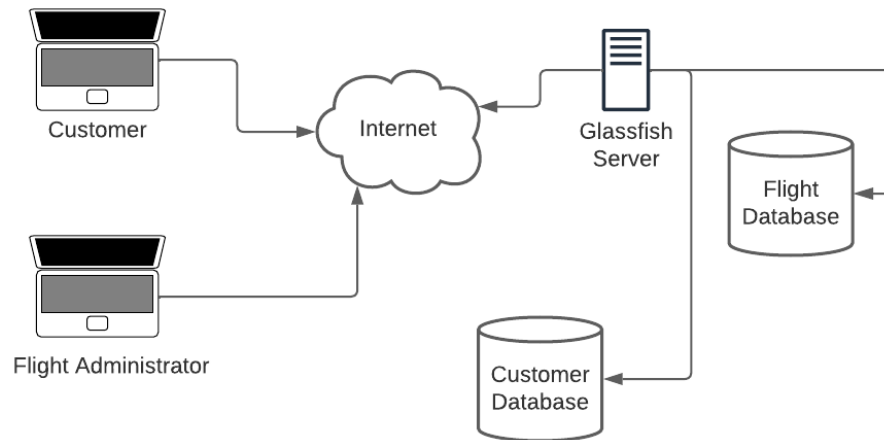 Customer
Internet
Glassfish
Server
Flight
Database
Flight Administrator
Customer
Database